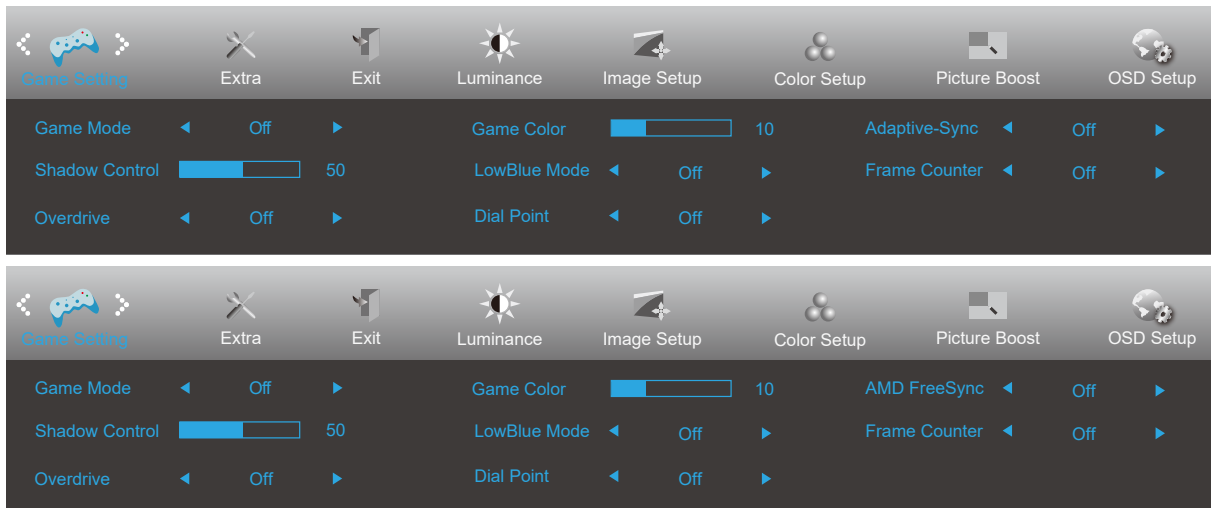 Game Setting Extra Exit Luminance Image Setup Color Setup Picture Boost OSD Setup
Game Mode Off Game Color 10 Adaptive-Sync Off
Shadow Control 50 LowBlue Mode Off Frame Counter Off
Overdrive Off Dial Point Off
Game Setting Extra Exit Luminance Image Setup Color Setup Picture Boost OSD Setup
Game Mode Off Game Color 10 AMD FreeSync Off
Shadow Control 50 LowBlue Mode Off Frame Counter Off
Overdrive Off Dial Point Off